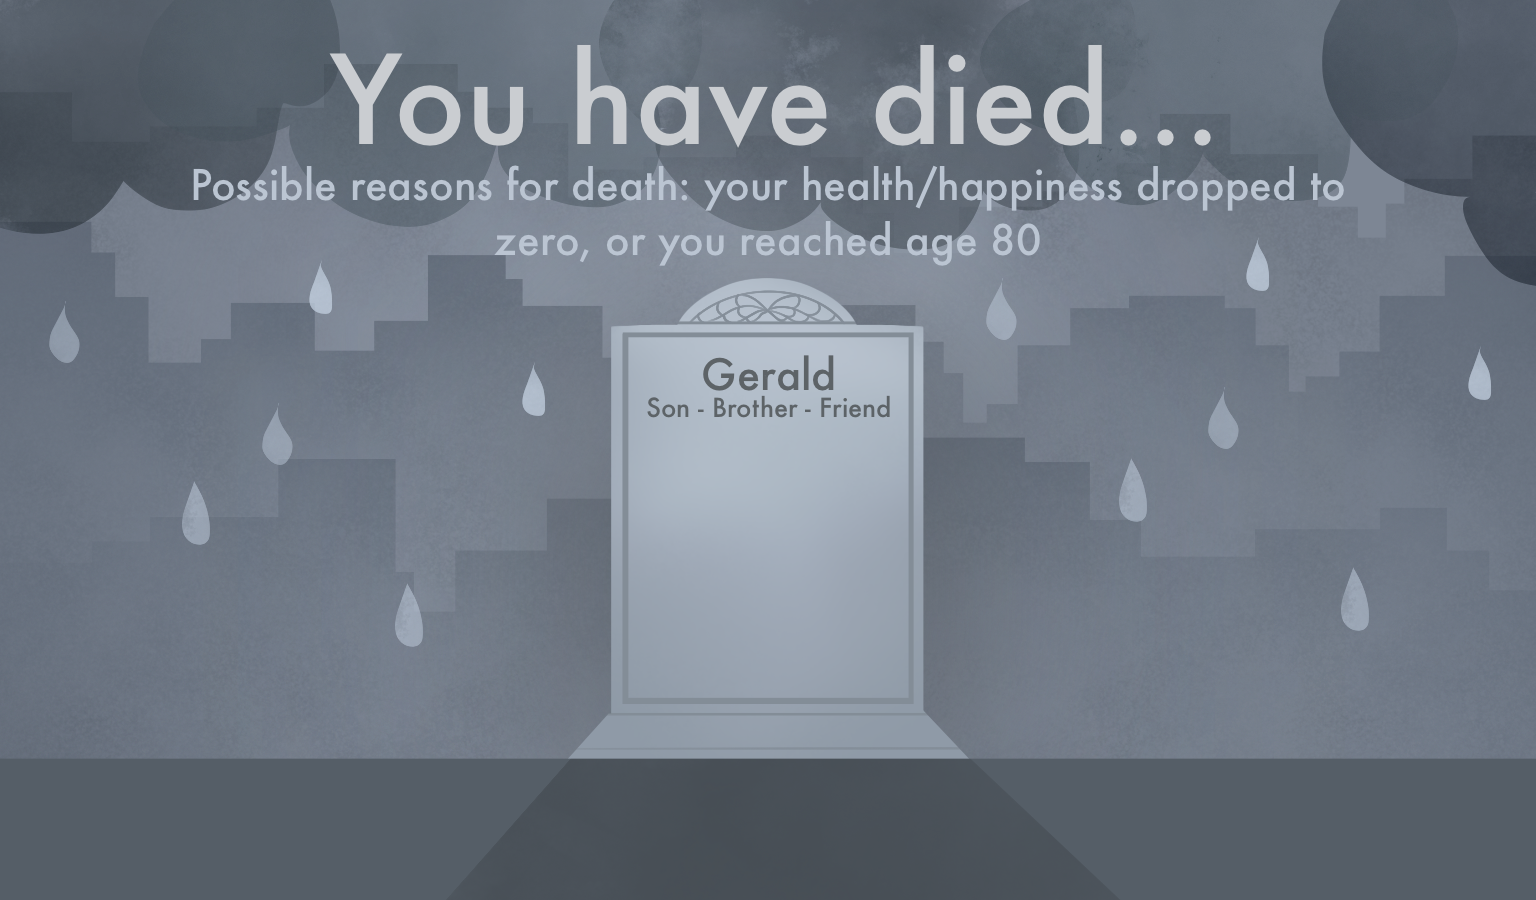 You have died...
Possible reasons for death: your health/happiness dropped to
zero, or you reached age 80
Gerald
Son - Brother - Friend